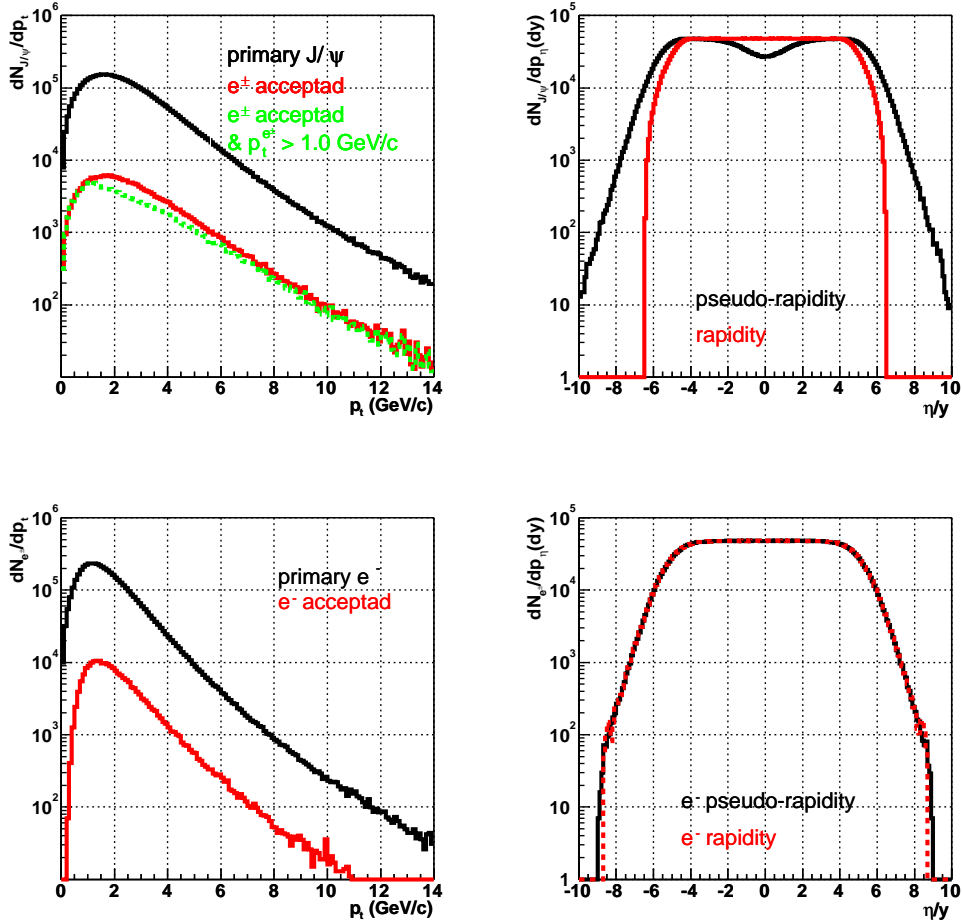 dN_{J/ψ}/dp_t
10^6
10^5
10^4
10^3
10^2
primary J/ ψ
e^± acceptad
e^± acceptad
& p_t^{e^±} > 1.0 GeV/c
0 2 4 6 8 10 12 14
p_t (GeV/c)
dN_{J/ψ}/dp_η(dy)
10^5
10^4
10^3
10^2
10
1
pseudo-rapidity
rapidity
-10 -8 -6 -4 -2 0 2 4 6 8 10
η/y
dN_{e^-}/dp_t
10^6
10^5
10^4
10^3
10^2
primary e^-
e^- acceptad
0 2 4 6 8 10 12 14
p_t (GeV/c)
dN_{e^-}/dp_η(dy)
10^5
10^4
10^3
10^2
10
1
e^- pseudo-rapidity
e^- rapidity
-10 -8 -6 -4 -2 0 2 4 6 8 10
η/y